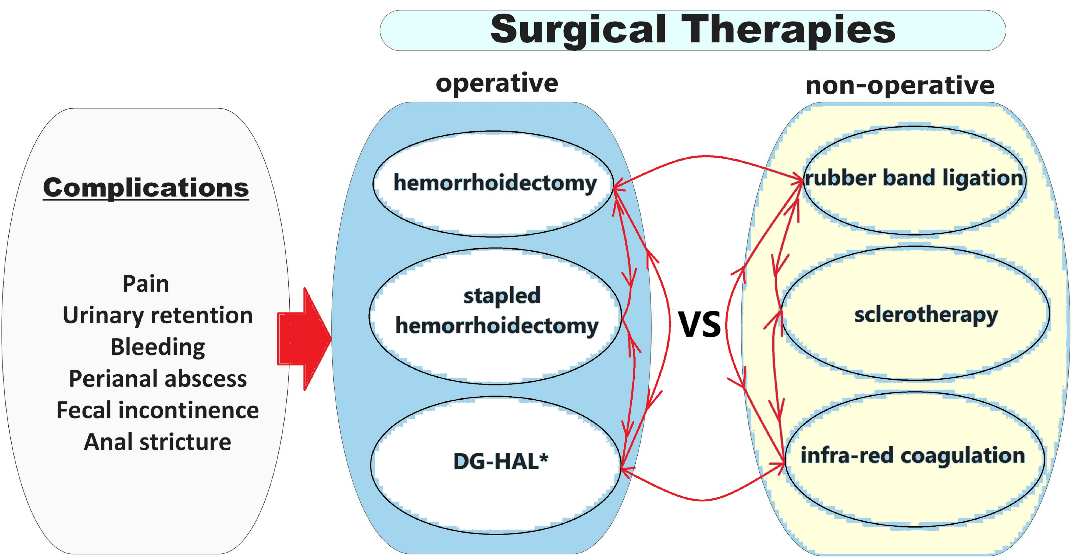 Surgical Therapies
operative
non-operative
Complications
Pain
Urinary retention
Bleeding
Perianal abscess
Fecal incontinence
Anal stricture
hemorrhoidectomy
stapled
hemorrhoidectomy
DG-HAL*
VS
rubber band ligation
sclerotherapy
infra-red coagulation